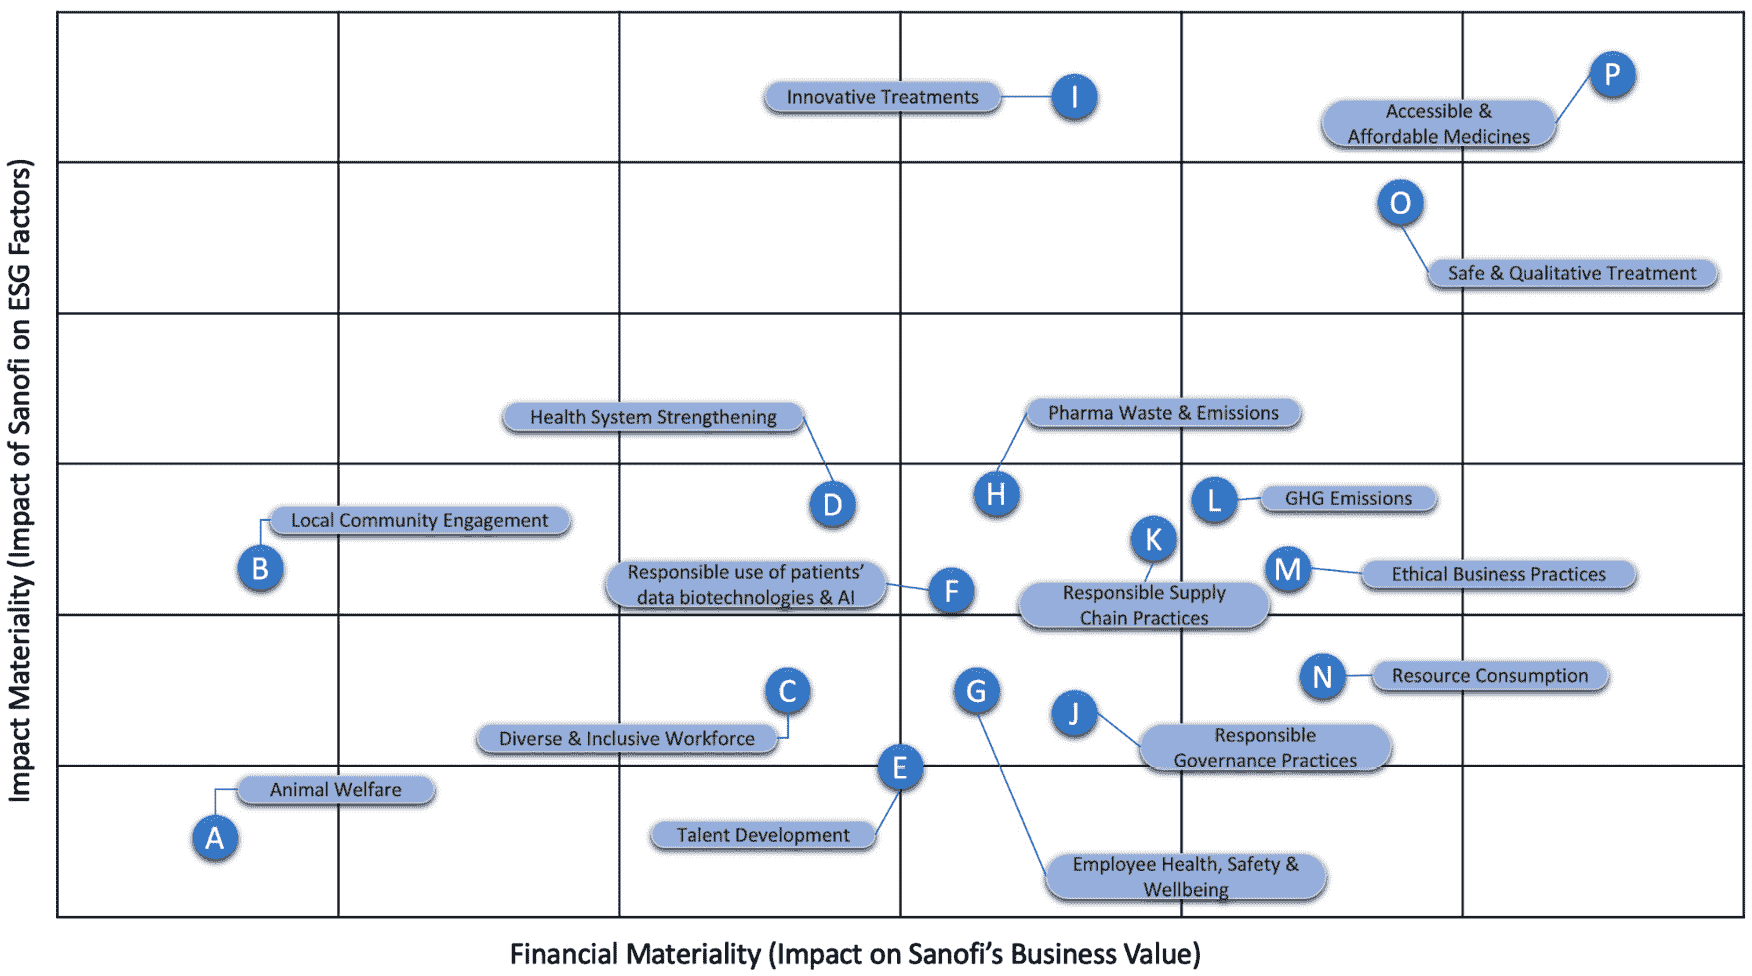 Impact Materiality (Impact of Sanofi on ESG Factors)
P
Innovative Treatments
I
Accessible &
Affordable Medicines
O
Safe & Qualitative Treatment
Health System Strengthening
Pharma Waste & Emissions
D
H
L
GHG Emissions
Local Community Engagement
B
K
Responsible use of patients’
data biotechnologies & AI
F
M
Ethical Business Practices
Responsible Supply
Chain Practices
N
Resource Consumption
C
G
J
Diverse & Inclusive Workforce
Responsible
Governance Practices
E
Animal Welfare
A
Talent Development
Employee Health, Safety &
Wellbeing
Financial Materiality (Impact on Sanofi’s Business Value)